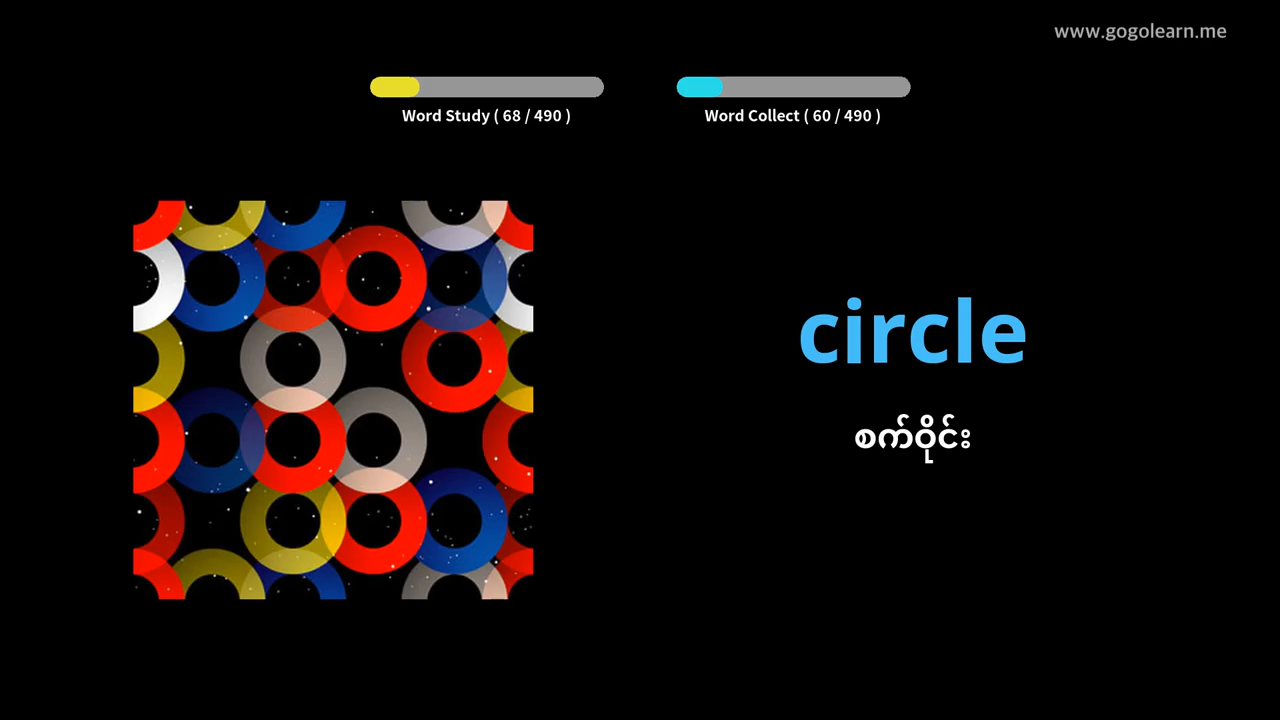 www.gogolearn.me
Word Study ( 68 / 490 )
Word Collect ( 60 / 490 )
circle
စက်ဝိုင်း